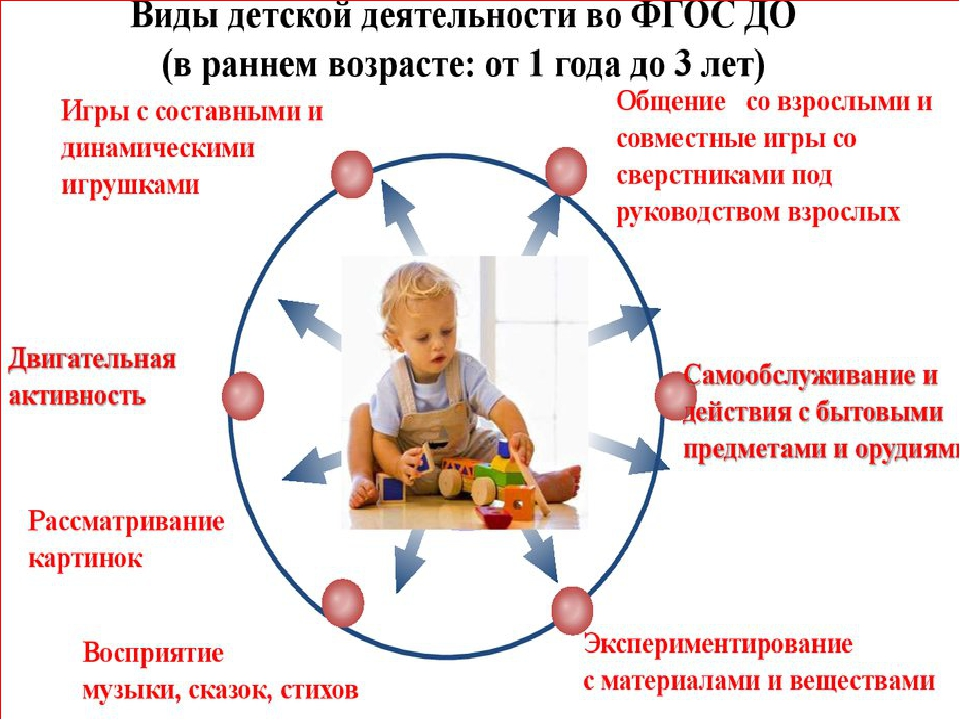 Виды детской деятельности во ФГОС ДО
(в раннем возрасте: от 1 года до 3 лет)
Игры с составными и
динамическими
игрушками
Общение со взрослыми и
совместные игры со
сверстниками под
руководством взрослых
Двигательная
активность
Самообслуживание и
действия с бытовыми
предметами и орудиями
Рассматривание
картинок
Восприятие
музыки, сказок, стихов
Экспериментирование
с материалами и веществами